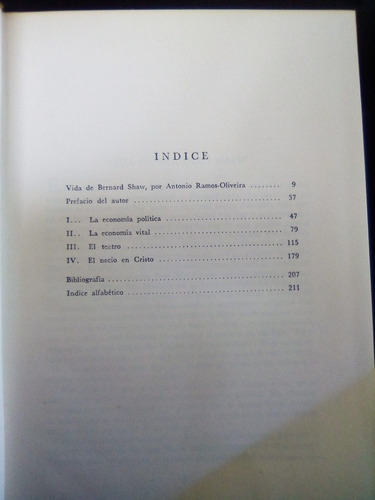 INDICE
Vida de Bernard Shaw, por Antonio Ramos-Oliveira ........ 9
Prefacio del autor .......................................... 37
I... La economía política ................................ 47
II.. La economía vital ................................... 79
III. El teatro ............................................. 115
IV. El necio en Cristo ................................... 179
Bibliografía ................................................ 207
Indice alfabético .......................................... 211